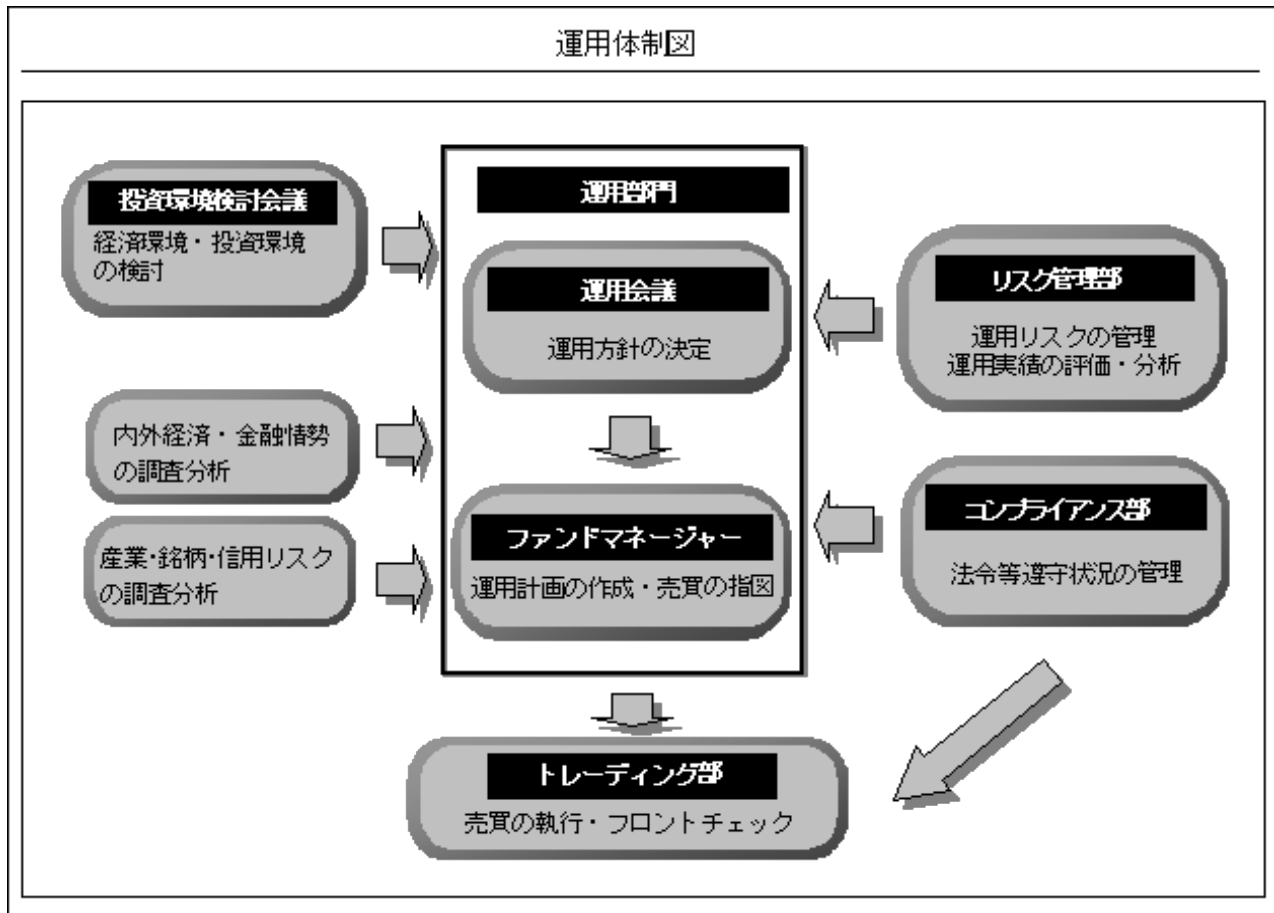 運用体制図
投資環境検討会議
経済環境・投資環境
の検討
内外経済・金融情勢
の調査分析
産業・銘柄・信用リスク
の調査分析
運用部門
運用会議
運用方針の決定
ファンドマネージャー
運用計画の作成・売買の指図
リスク管理部
運用リスクの管理
運用実績の評価・分析
コンプライアンス部
法令等遵守状況の管理
トレーディング部
売買の執行・フロントチェック